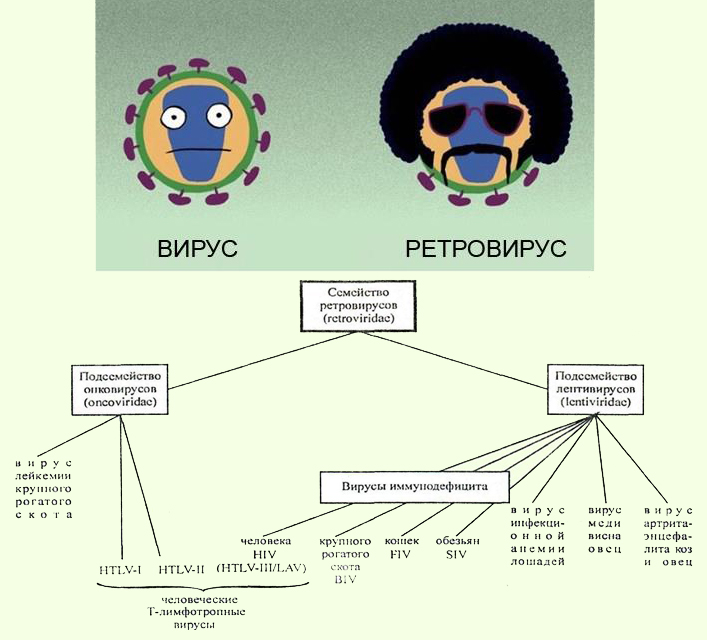 ВИРУС
РЕТРОВИРУС
Семейство
ретровирусов
(retroviridae)
Подсемейство
онковирусов
(oncoviridae)
Подсемейство
лентивирусов
(lentiviridae)
вирус
лейкемии
крупного
рогатого
скота
Вирусы иммунодефицита
HTLV-I
HTLV-II
человека
HIV
(HTLV-III/LAV)
крупного
рогатого
скота
BIV
кошек
FIV
обезьян
SIV
вирус
инфекци-
онной
анемии
лошадей
вирус
меди
висна
овец
вирус
артрита-
энцефа-
лита коз
и овец
человеческие
Т-лимфотропные
вирусы